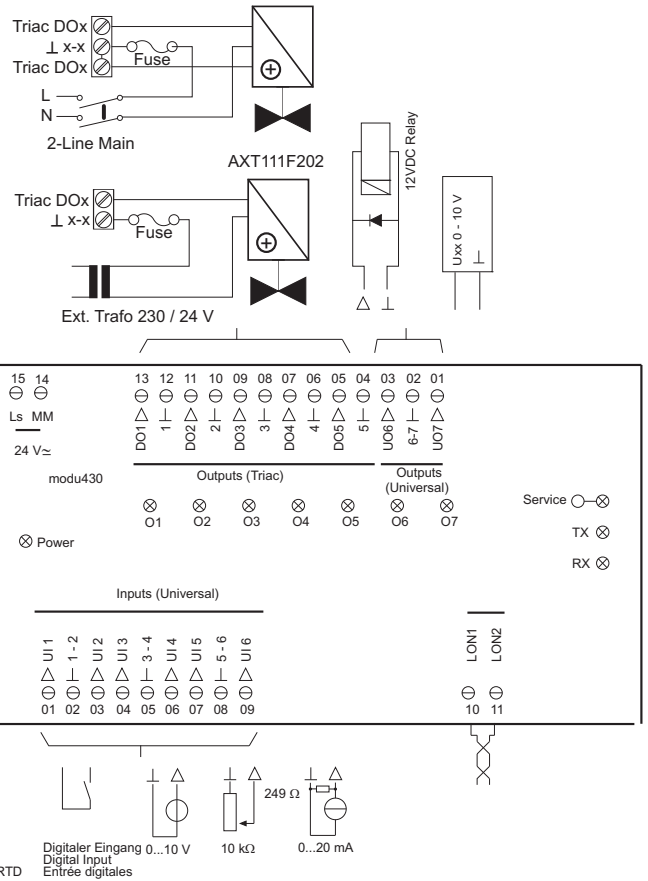 Triac DOx
⊥ x-x
Fuse
Triac DOx
L
N
2-Line Main
AXT111F202
12VDC Relay
Triac DOx
⊥ x-x
Fuse
Uxx 0 - 10 V
Ext. Trafo 230 / 24 V
15 14 13 12 11 10 09 08 07 06 05 04 03 02 01
Ls MM
DO1 1 DO2 2 DO3 3 DO4 4 DO5 5 UO6 6-7 UO7
24 V≃
modu430
Outputs (Triac)
Outputs
(Universal)
O1 O2 O3 O4 O5 O6 O7
Service
TX
RX
Power
Inputs (Universal)
UI 1 1 - 2 UI 2 UI 3 3 - 4 UI 4 UI 5 5 - 6 UI 6
LON1 LON2
01 02 03 04 05 06 07 08 09 10 11
249 Ω
Digitaler Eingang 0...10 V 10 kΩ 0...20 mA
Digital Input
RTD Entrée digitales